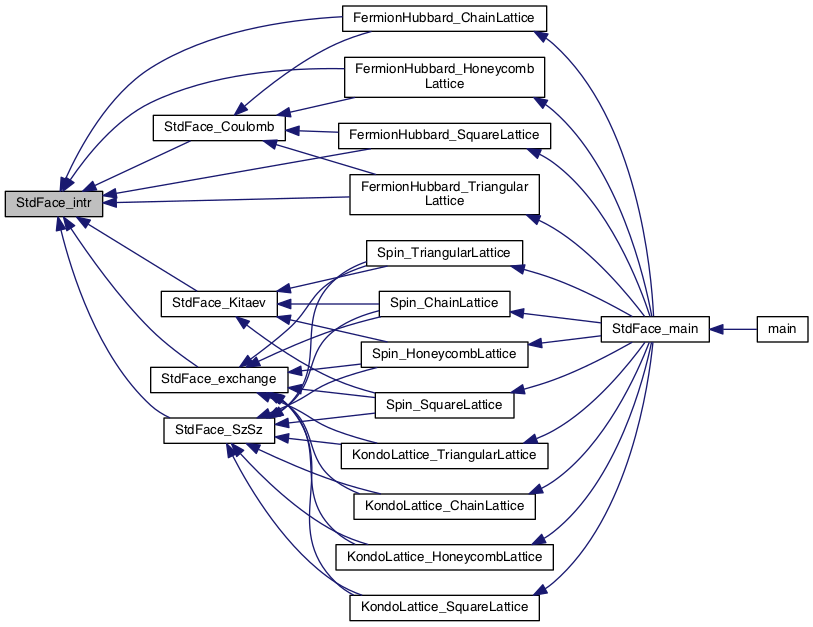 FermionHubbard_ChainLattice
FermionHubbard_Honeycomb
Lattice
StdFace_Coulomb
FermionHubbard_SquareLattice
FermionHubbard_Triangular
Lattice
StdFace_intr
Spin_TriangularLattice
StdFace_Kitaev
Spin_ChainLattice
StdFace_main
main
Spin_HoneycombLattice
StdFace_exchange
Spin_SquareLattice
StdFace_SzSz
KondoLattice_TriangularLattice
KondoLattice_ChainLattice
KondoLattice_HoneycombLattice
KondoLattice_SquareLattice